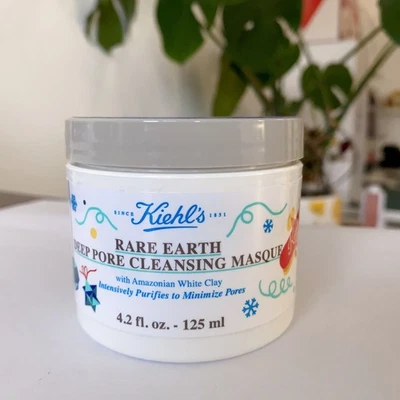 SINCE Kiehl's 1851
RARE EARTH
DEEP PORE CLEANSING MASQUE
with Amazonian White Clay
Intensively Purifies to Minimize Pores
4.2 fl. oz. - 125 ml